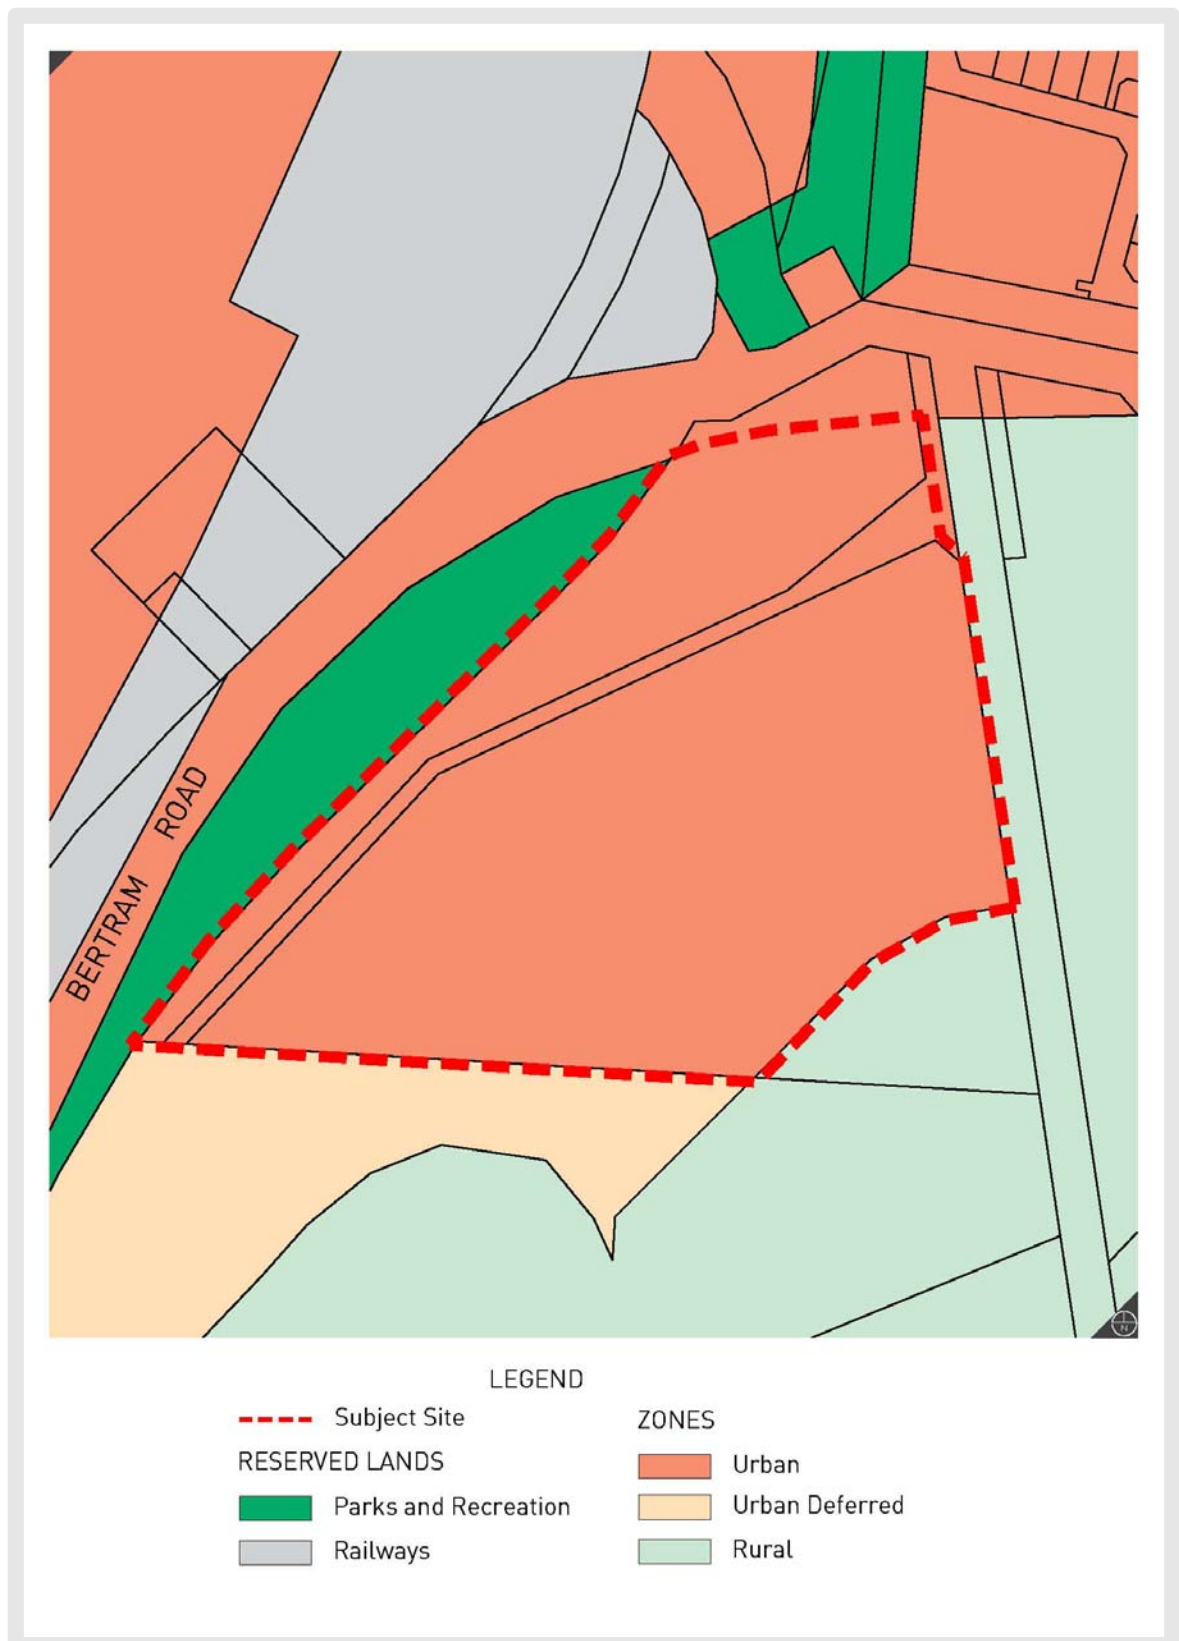 BERTRAM ROAD
N
LEGEND
Subject Site
RESERVED LANDS
Parks and Recreation
Railways
ZONES
Urban
Urban Deferred
Rural